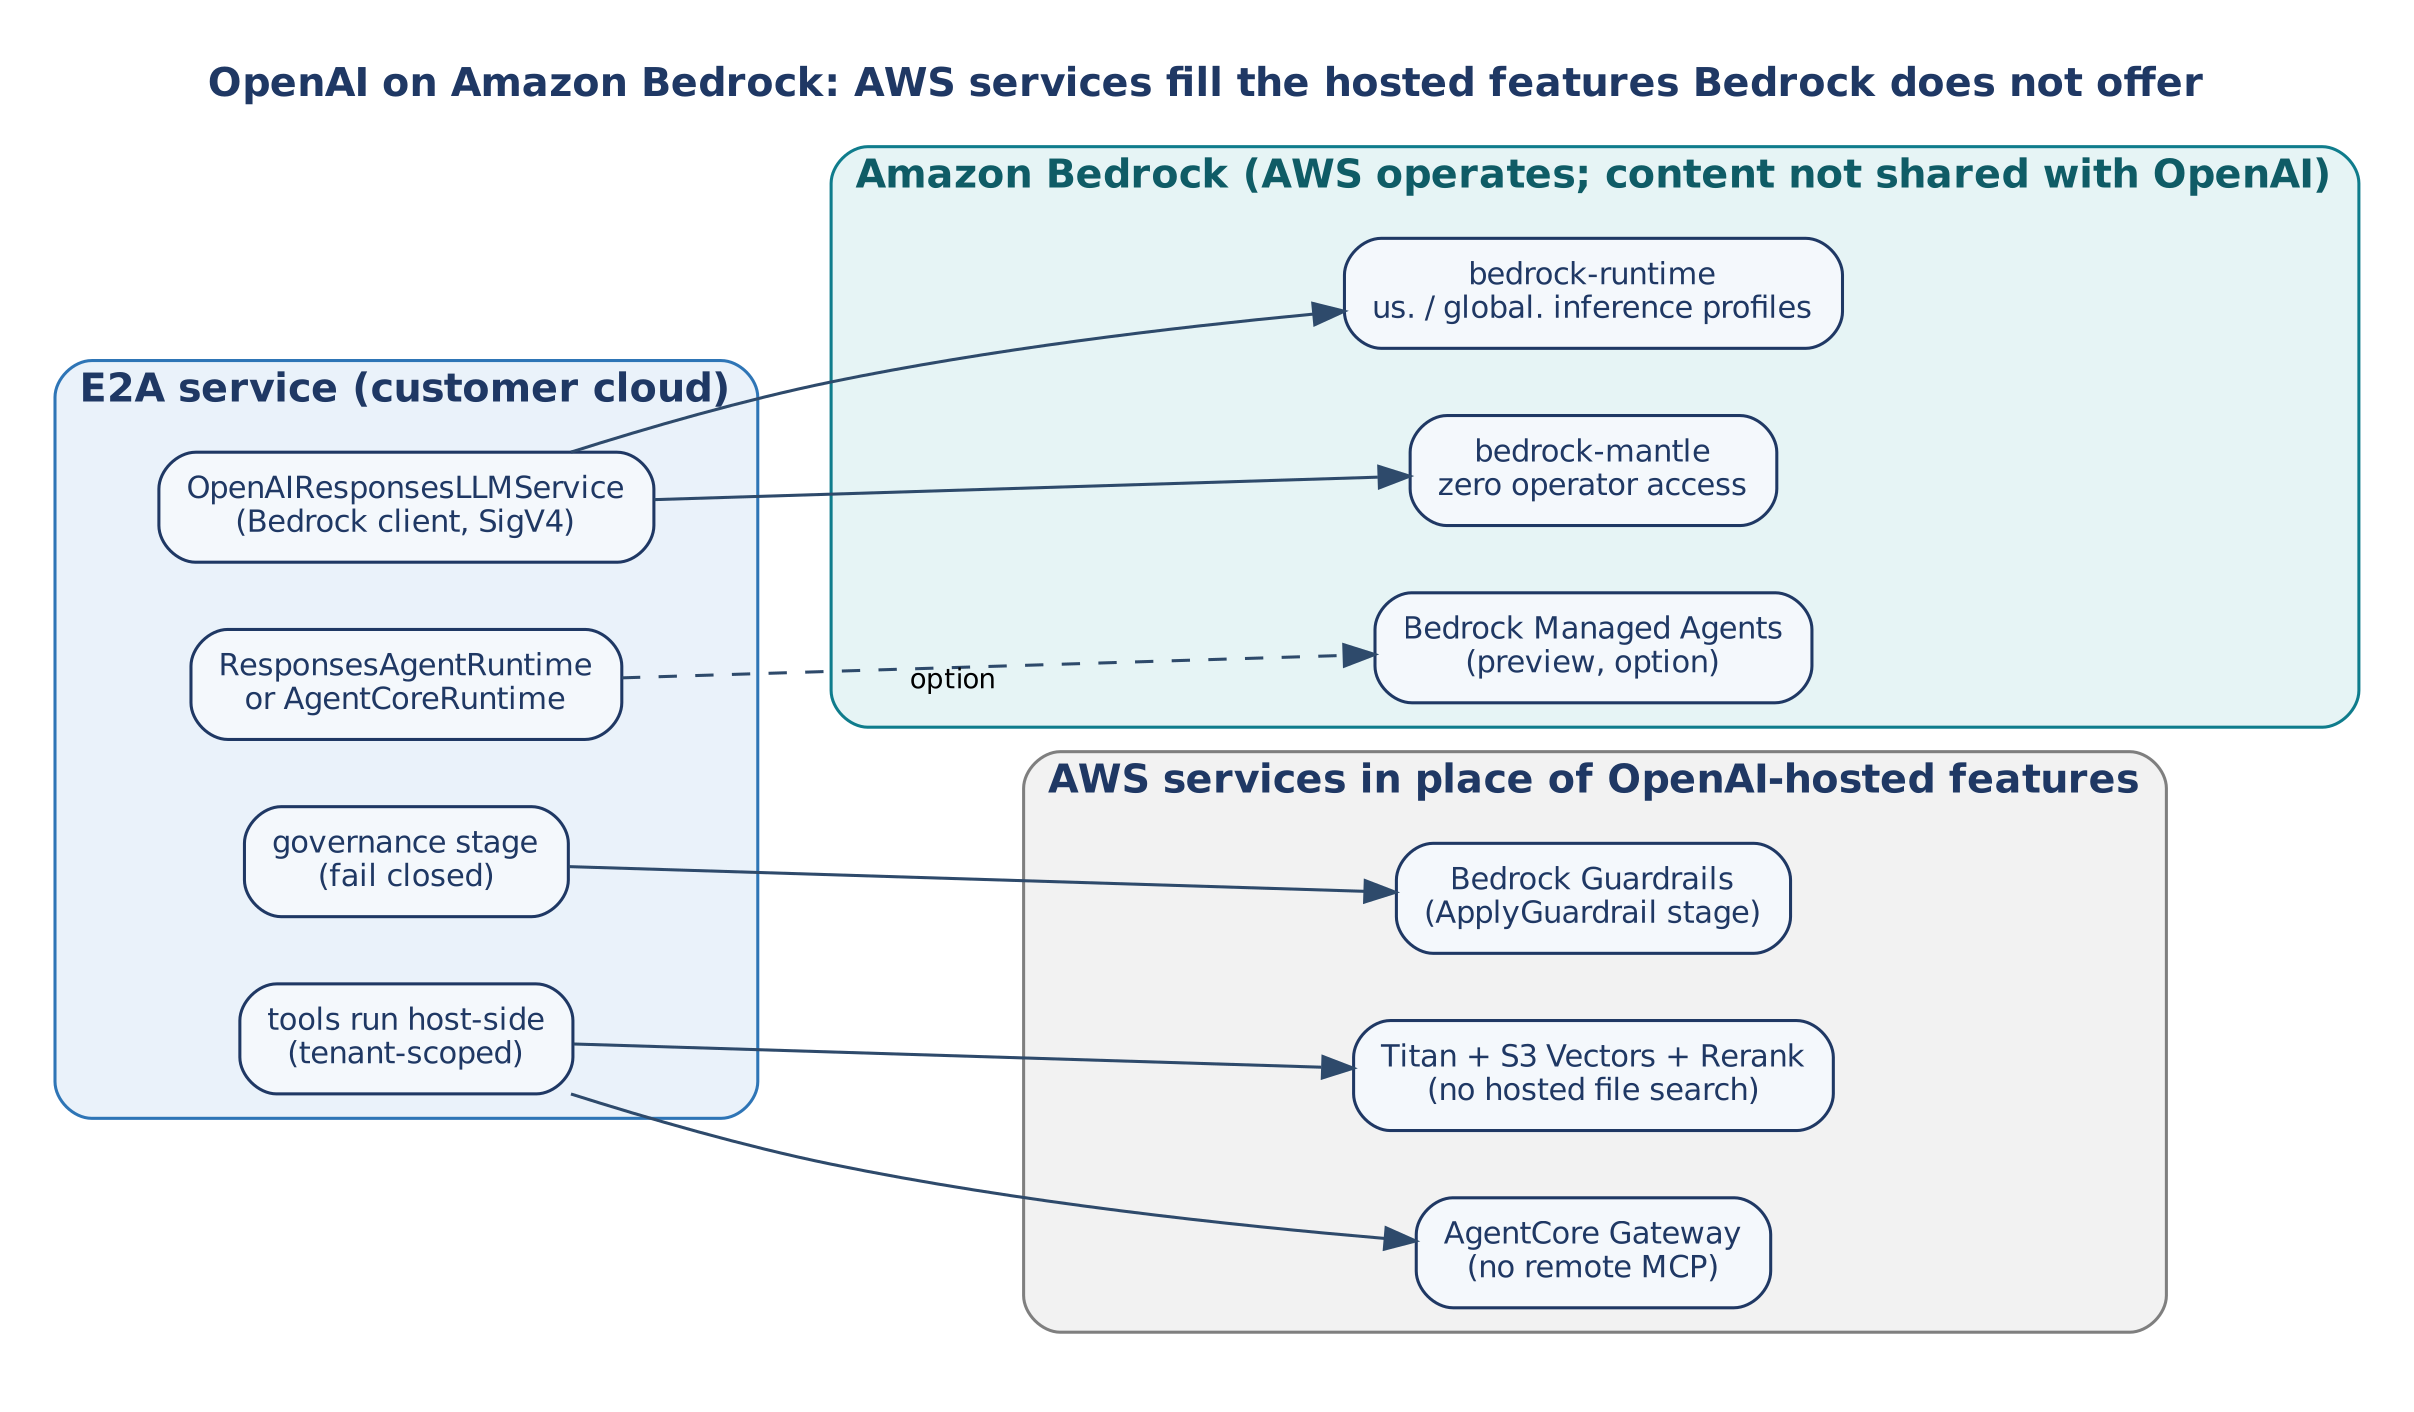 OpenAI on Amazon Bedrock: AWS services fill the hosted features Bedrock does not offer
Amazon Bedrock (AWS operates; content not shared with OpenAI)
bedrock-runtime
us. / global. inference profiles
bedrock-mantle
zero operator access
Bedrock Managed Agents
(preview, option)
option
E2A service (customer cloud)
OpenAIResponsesLLMService
(Bedrock client, SigV4)
ResponsesAgentRuntime
or AgentCoreRuntime
governance stage
(fail closed)
tools run host-side
(tenant-scoped)
AWS services in place of OpenAI-hosted features
Bedrock Guardrails
(ApplyGuardrail stage)
Titan + S3 Vectors + Rerank
(no hosted file search)
AgentCore Gateway
(no remote MCP)